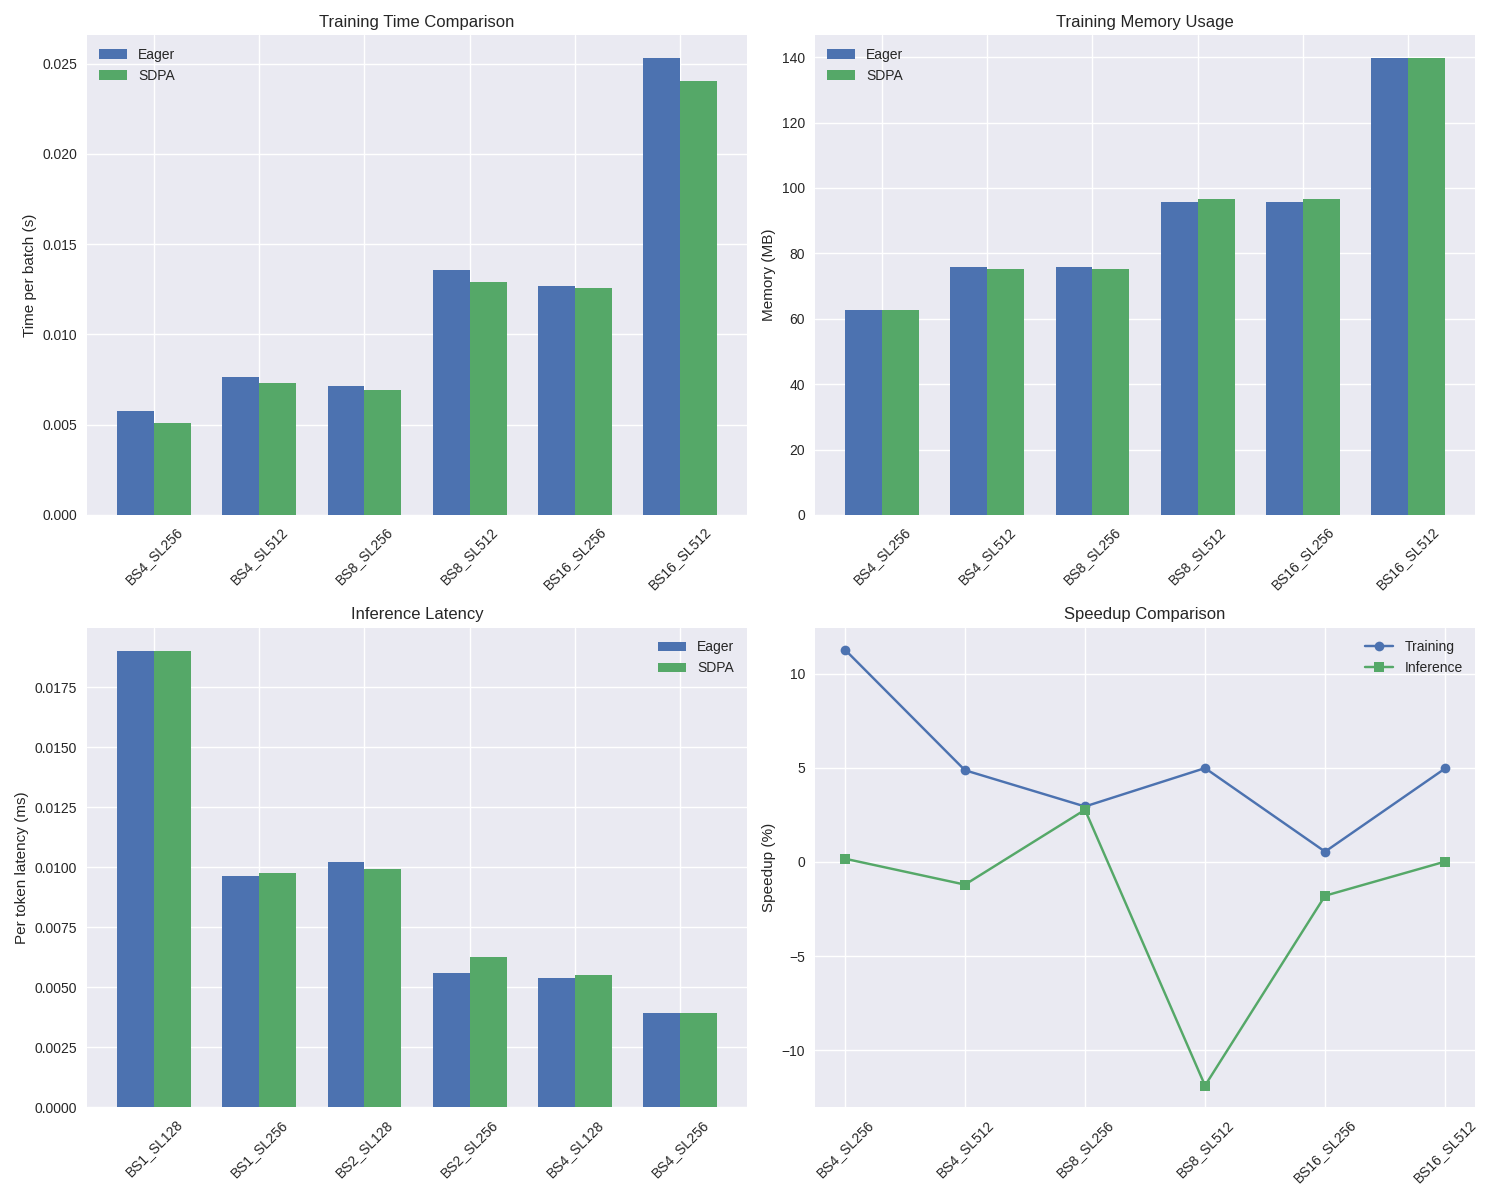 Training Time Comparison
Eager
SDPA
Time per batch (s)
0.025
0.020
0.015
0.010
0.005
0.000
BS4_SL256
BS4_SL512
BS8_SL256
BS8_SL512
BS16_SL256
BS16_SL512
Training Memory Usage
Eager
SDPA
Memory (MB)
140
120
100
80
60
40
20
0
BS4_SL256
BS4_SL512
BS8_SL256
BS8_SL512
BS16_SL256
BS16_SL512
Inference Latency
Eager
SDPA
Per token latency (ms)
0.0175
0.0150
0.0125
0.0100
0.0075
0.0050
0.0025
0.0000
BS1_SL128
BS1_SL256
BS2_SL128
BS2_SL256
BS4_SL128
BS4_SL256
Speedup Comparison
Training
Inference
Speedup (%)
10
5
0
−5
−10
BS4_SL256
BS4_SL512
BS8_SL256
BS8_SL512
BS16_SL256
BS16_SL512